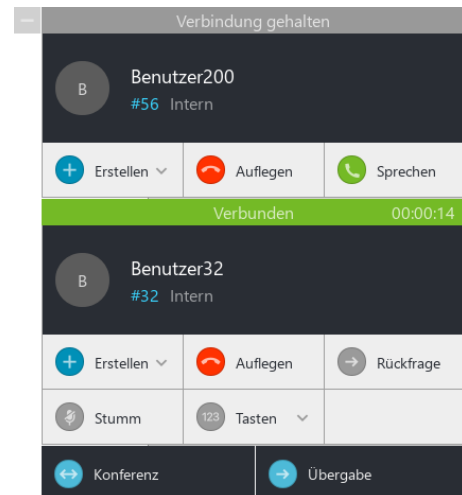 Verbindung gehalten
B
Benutzer200
#56 Intern
Erstellen Auflegen Sprechen
Verbunden 00:00:14
B
Benutzer32
#32 Intern
Erstellen Auflegen Rückfrage
Stumm 123 Tasten
Konferenz Übergabe